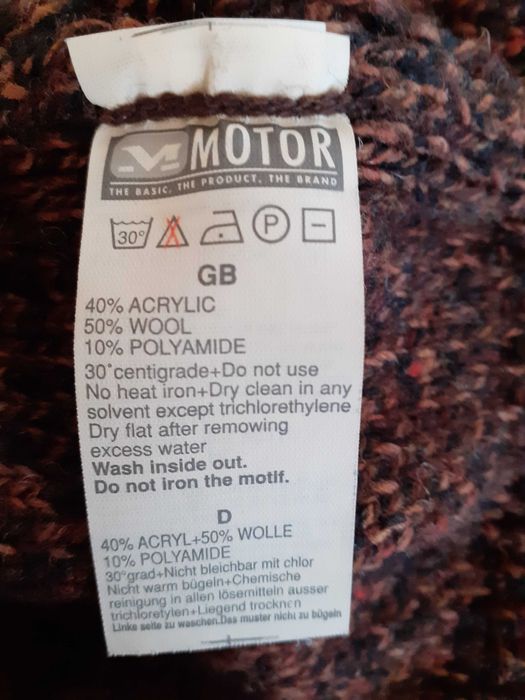 MOTOR
THE BASIC. THE PRODUCT. THE BRAND
30° P
GB
40% ACRYLIC
50% WOOL
10% POLYAMIDE
30°centigrade+Do not use
No heat iron+Dry clean in any
solvent except trichlorethylene
Dry flat after removing
excess water
Wash inside out.
Do not iron the motif.
D
40% ACRYL+50% WOLLE
10% POLYAMIDE
30°grad+Nicht bleichbar mit chlor
Nicht warm bügeln+Chemische
reinigung in allen lösemitteln ausser
trichloretylen+Liegend trocknen
Linke seite zu waschen.Das muster nicht zu bügeln